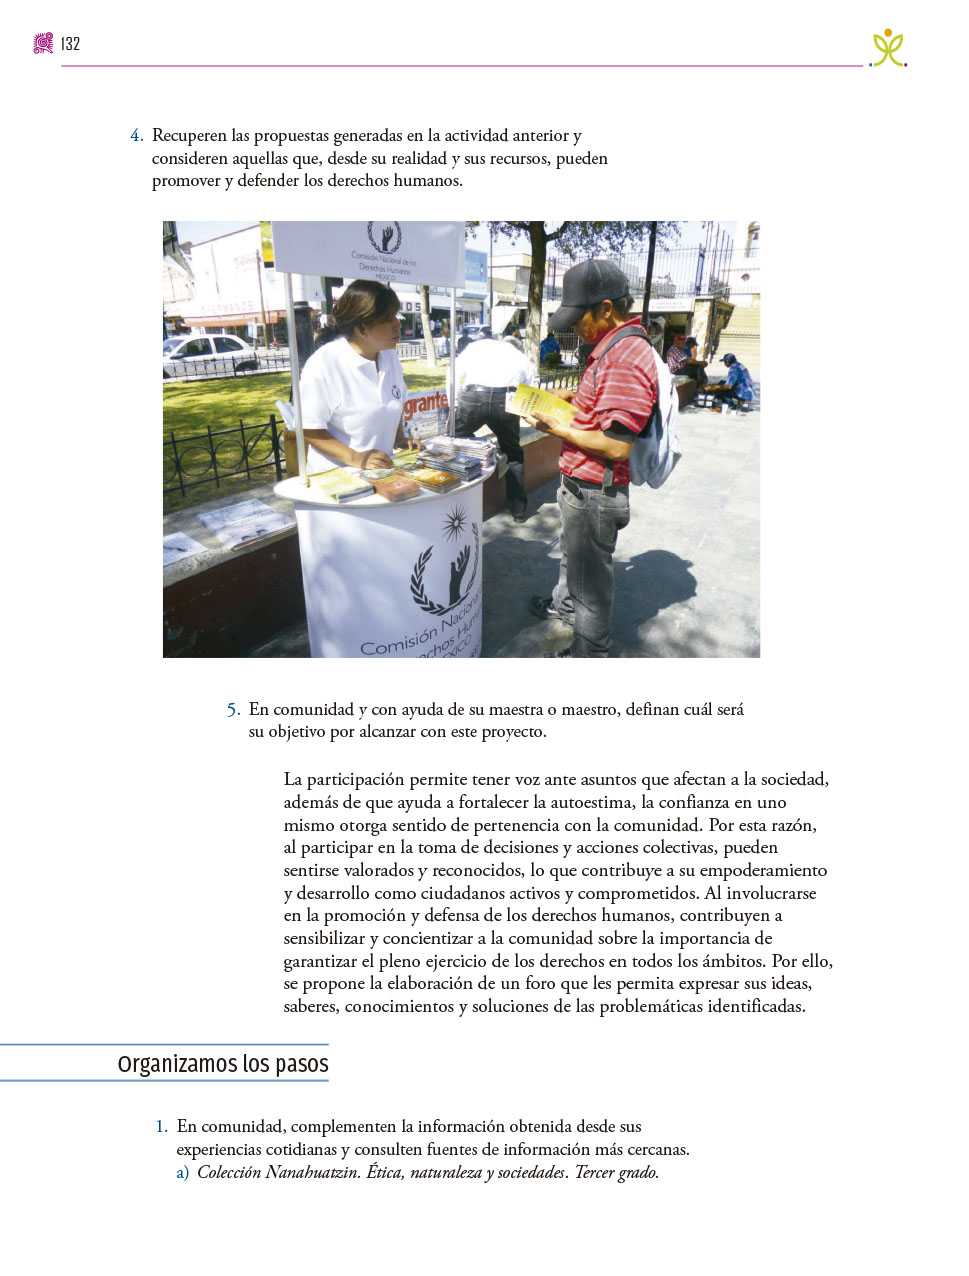 132
4. Recuperen las propuestas generadas en la actividad anterior y
consideren aquellas que, desde su realidad y sus recursos, pueden
promover y defender los derechos humanos.
Comisión Nacional de los
Derechos Humanos
MÉXICO
grante
Comisión Nacional
chos Hum
XICO
5. En comunidad y con ayuda de su maestra o maestro, definan cuál será
su objetivo por alcanzar con este proyecto.
La participación permite tener voz ante asuntos que afectan a la sociedad,
además de que ayuda a fortalecer la autoestima, la confianza en uno
mismo otorga sentido de pertenencia con la comunidad. Por esta razón,
al participar en la toma de decisiones y acciones colectivas, pueden
sentirse valorados y reconocidos, lo que contribuye a su empoderamiento
y desarrollo como ciudadanos activos y comprometidos. Al involucrarse
en la promoción y defensa de los derechos humanos, contribuyen a
sensibilizar y concientizar a la comunidad sobre la importancia de
garantizar el pleno ejercicio de los derechos en todos los ámbitos. Por ello,
se propone la elaboración de un foro que les permita expresar sus ideas,
saberes, conocimientos y soluciones de las problemáticas identificadas.
Organizamos los pasos
1. En comunidad, complementen la información obtenida desde sus
experiencias cotidianas y consulten fuentes de información más cercanas.
a) Colección Nanahuatzin. Ética, naturaleza y sociedades. Tercer grado.